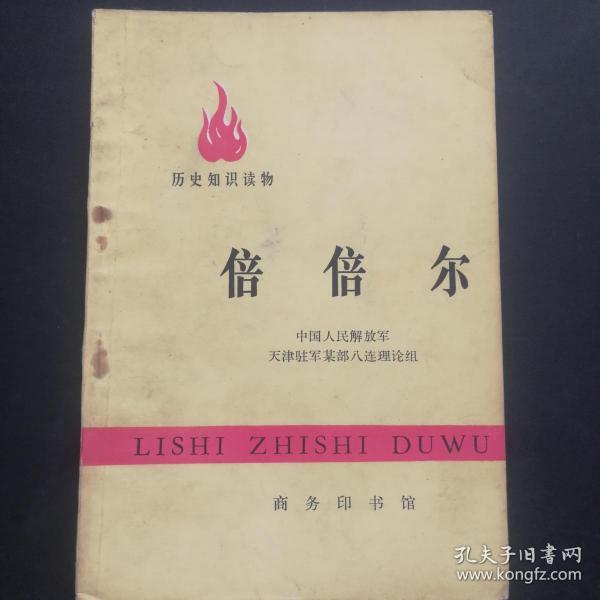 历史知识读物
倍倍尔
中国人民解放军
天津驻军某部八连理论组
LISHI ZHISHI DUWU
商务印书馆
孔夫子旧书网
www.kongfz.com